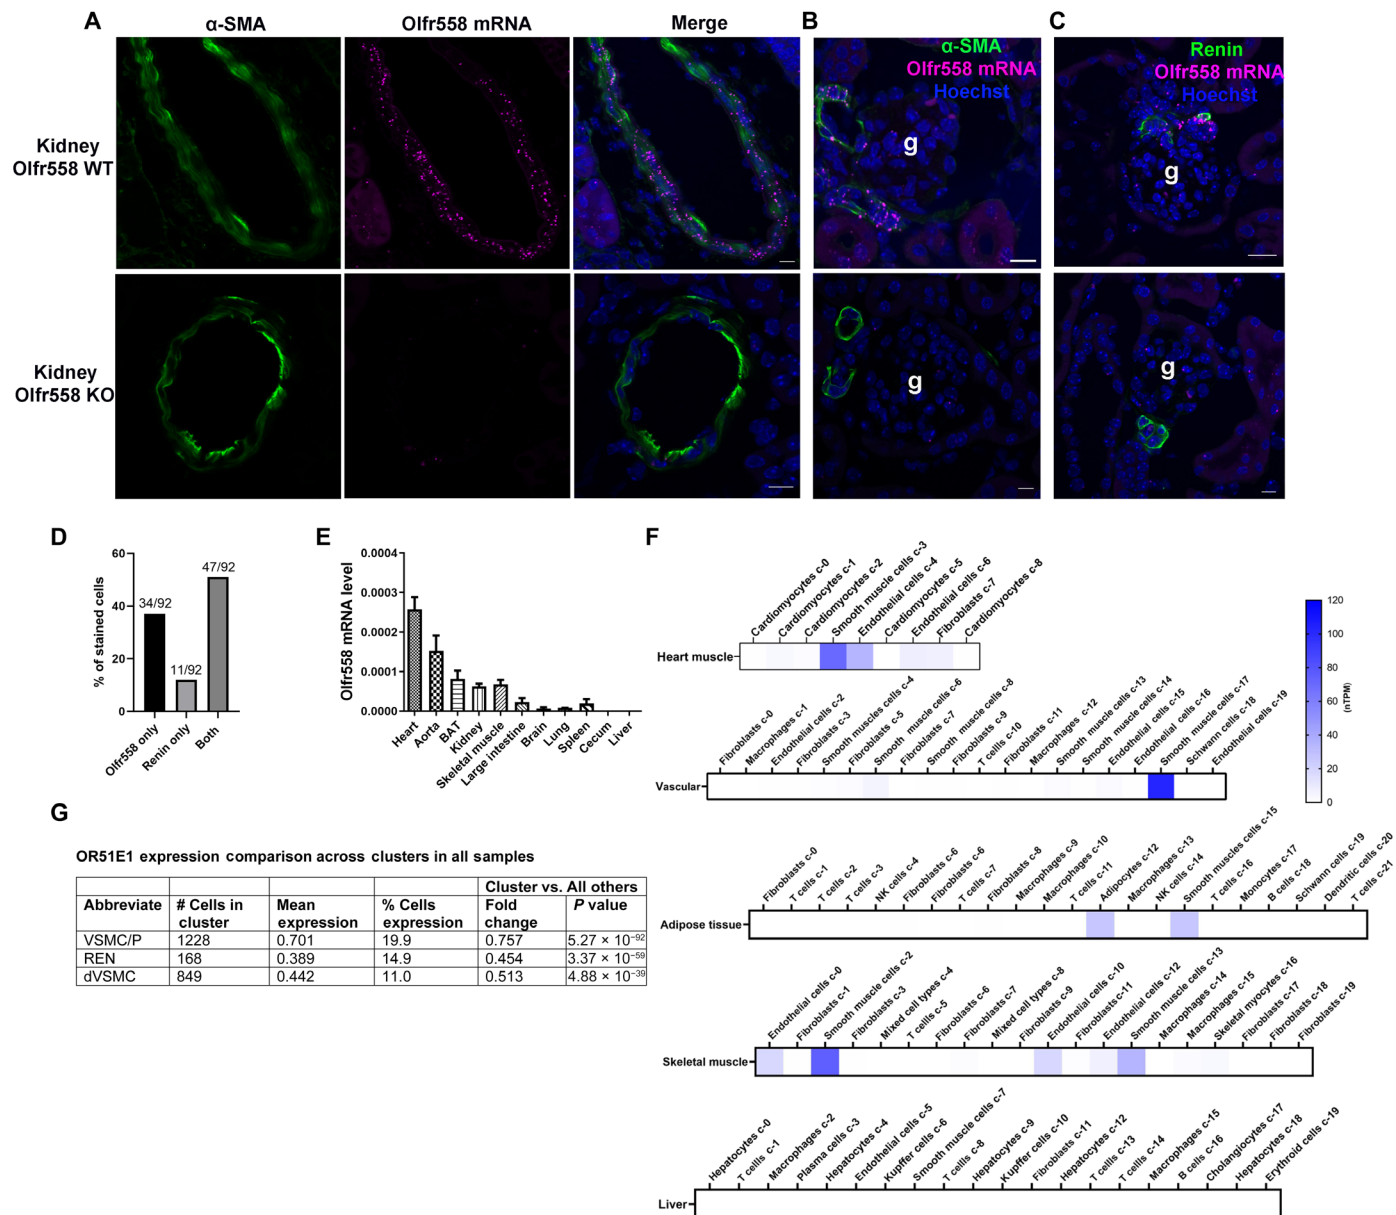 A
B
C
α-SMA
Olfr558 mRNA
Merge
α-SMA
Olfr558 mRNA
Hoechst
Renin
Olfr558 mRNA
Hoechst
Kidney
Olfr558 WT
g
g
Kidney
Olfr558 KO
g
g
D
% of stained cells
60
40
20
0
34/92
11/92
47/92
Olfr558 only
Renin only
Both
E
Olfr558 mRNA level
0.0004
0.0003
0.0002
0.0001
0.0000
Heart
Aorta
BAT
Kidney
Skeletal muscle
Large Intestine
Brain
Lung
Spleen
Cecum
Liver
F
Cardiomyocytes c-0
Cardiomyocytes c-1
Cardiomyocytes c-2
Smooth muscle cells c-3
Endothelial cells c-4
Cardiomyocytes c-5
Endothelial cells c-6
Fibroblasts c-7
Cardiomyocytes c-8
Heart muscle
120
100
80
60
40
20
0
(nTPM)
Fibroblasts c-0
Macrophages c-1
Endothelial cells c-2
Fibroblasts c-3
Smooth muscles cells c-4
Fibroblasts c-5
Smooth muscle cells c-6
Fibroblasts c-7
Smooth muscle cells c-8
Fibroblasts c-9
T cells c-10
Fibroblasts c-11
Macrophages c-12
Smooth muscle cells c-13
Smooth muscle cells c-14
Endothelial cells c-15
Endothelial cells c-16
Smooth muscle cells c-17
Schwann cells c-18
Endothelial cells c-19
Vascular
Fibroblasts c-0
T cells c-1
T cells c-2
T cells c-3
NK cells c-4
Fibroblasts c-6
Fibroblasts c-6
T cells c-7
Fibroblasts c-8
Macrophages c-9
Macrophages c-10
T cells c-11
Adipocytes c-12
Macrophages c-13
NK cells c-14
Smooth muscles cells c-15
T cells c-16
Monocytes c-17
B cells c-18
Schwann cells c-19
Dendritic cells c-20
T cells c-21
Adipose tissue
Endothelial cells c-0
Fibroblasts c-1
Smooth muscle cells c-2
Fibroblasts c-3
Mixed cell types c-4
T cells c-5
Fibroblasts c-6
Fibroblasts c-7
Mixed cell types c-8
Fibroblasts c-9
Endothelial cells c-10
Fibroblasts c-11
Endothelial cells c-12
Smooth muscle cells c-13
Macrophages c-14
Macrophages c-15
Skeletal myocytes c-16
Fibroblasts c-17
Fibroblasts c-18
Fibroblasts c-19
Skeletal muscle
Hepatocytes c-0
T cells c-1
Macrophages c-2
Plasma cells c-3
Hepatocytes c-4
Endothelial cells c-5
Kupffer cells c-6
Smooth muscle cells c-7
T cells c-8
Hepatocytes c-9
Kupffer cells c-10
Fibroblasts c-11
Hepatocytes c-12
T cells c-13
T cells c-14
Macrophages c-15
B cells c-16
Cholangiocytes c-17
Hepatocytes c-18
Erythroid cells c-19
Liver
G
OR51E1 expression comparison across clusters in all samples
Cluster vs. All others
Abbreviate # Cells in cluster Mean expression % Cells expression Fold change P value
VSMC/P 1228 0.701 19.9 0.757 5.27 × 10⁻⁹²
REN 168 0.389 14.9 0.454 3.37 × 10⁻⁵⁹
dVSMC 849 0.442 11.0 0.513 4.88 × 10⁻³⁹